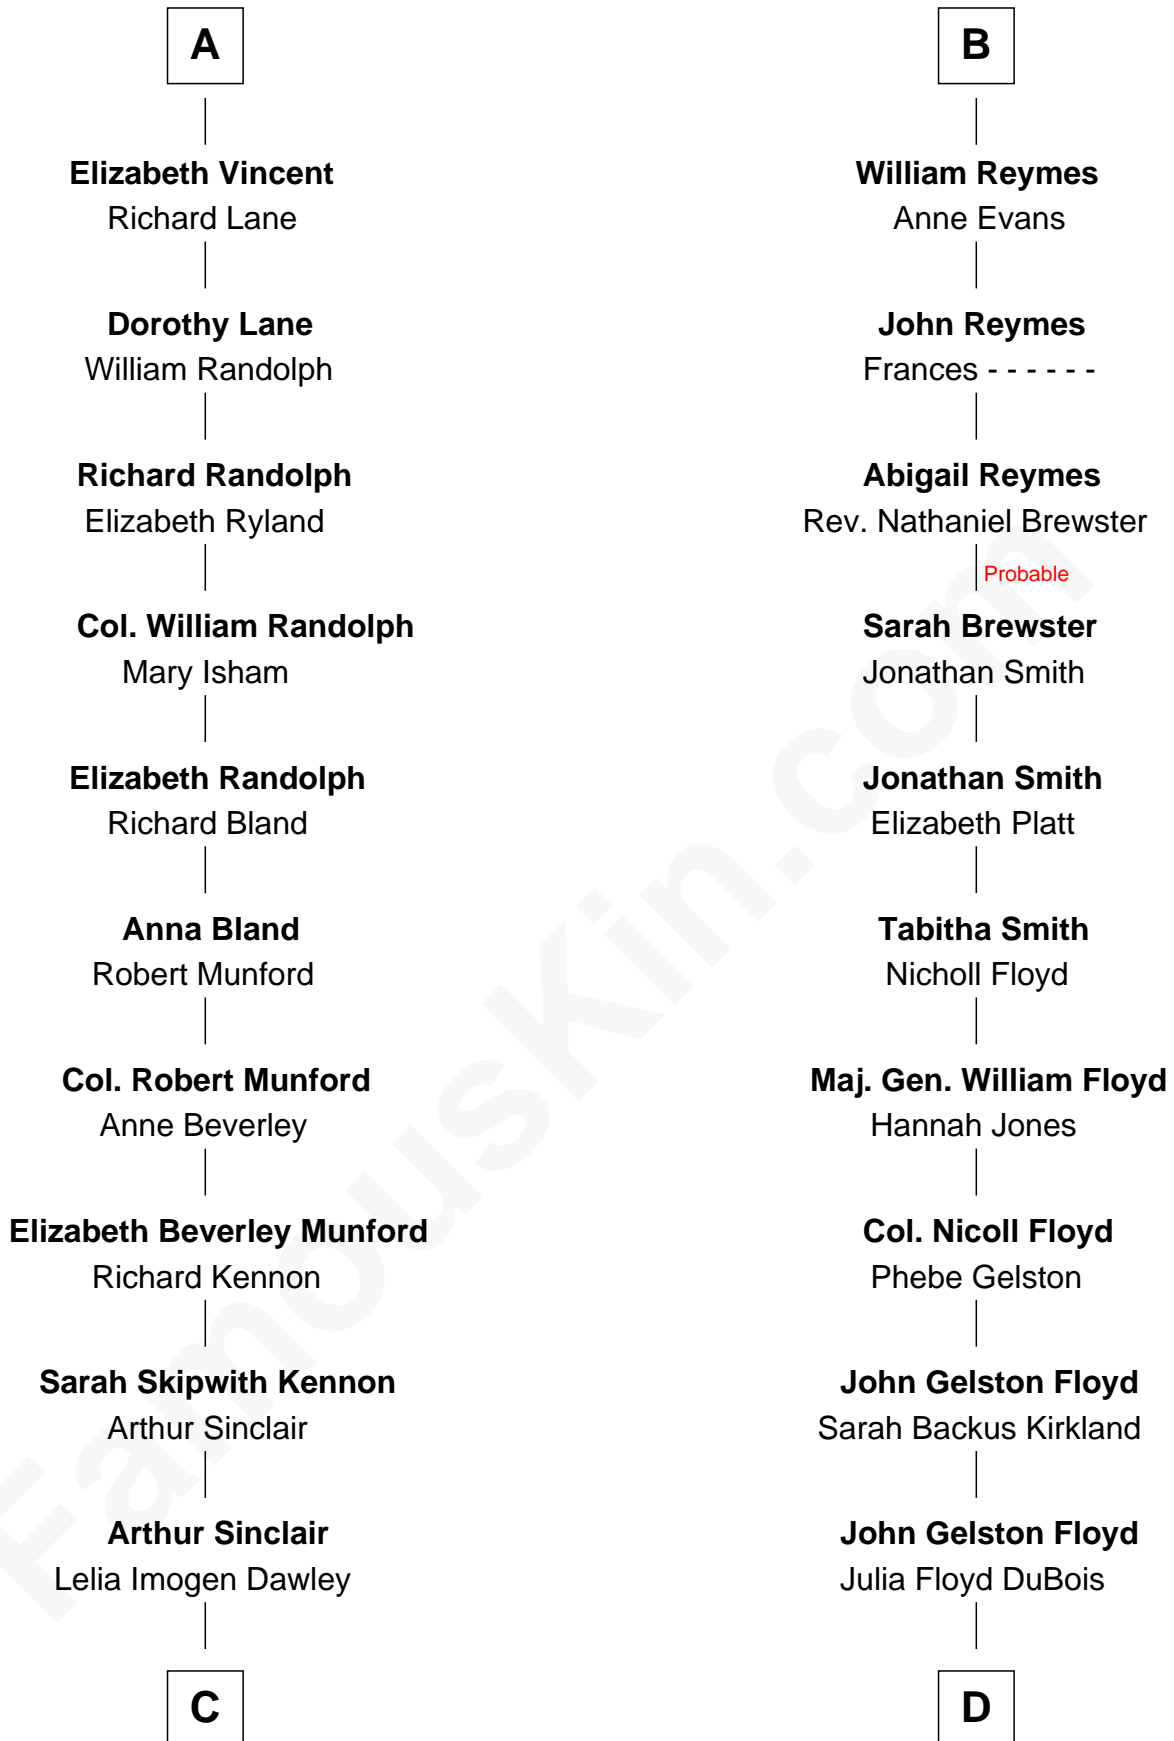 A
Elizabeth Vincent
Richard Lane
Dorothy Lane
William Randolph
Richard Randolph
Elizabeth Ryland
Col. William Randolph
Mary Isham
Elizabeth Randolph
Richard Bland
Anna Bland
Robert Munford
Col. Robert Munford
Anne Beverley
Elizabeth Beverley Munford
Richard Kennon
Sarah Skipwith Kennon
Arthur Sinclair
Arthur Sinclair
Lelia Imogen Dawley
C
B
William Reymes
Anne Evans
John Reymes
Frances - - - - - -
Abigail Reymes
Rev. Nathaniel Brewster
Probable
Sarah Brewster
Jonathan Smith
Jonathan Smith
Elizabeth Platt
Tabitha Smith
Nicholl Floyd
Maj. Gen. William Floyd
Hannah Jones
Col. Nicoll Floyd
Phebe Gelston
John Gelston Floyd
Sarah Backus Kirkland
John Gelston Floyd
Julia Floyd DuBois
D
FamousKin.com